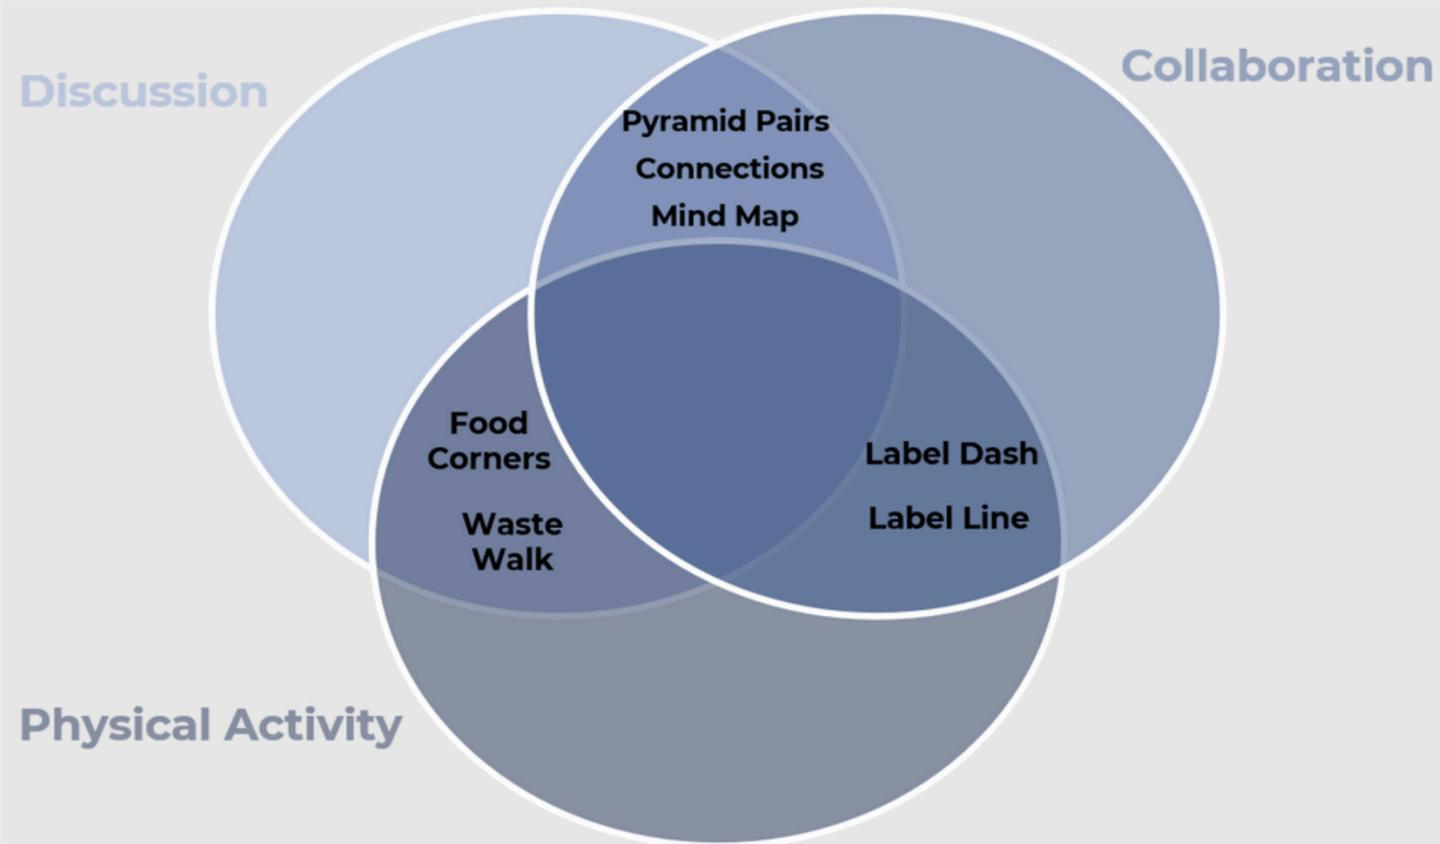 Discussion
Collaboration
Pyramid Pairs
Connections
Mind Map
Food
Corners
Waste
Walk
Label Dash
Label Line
Physical Activity